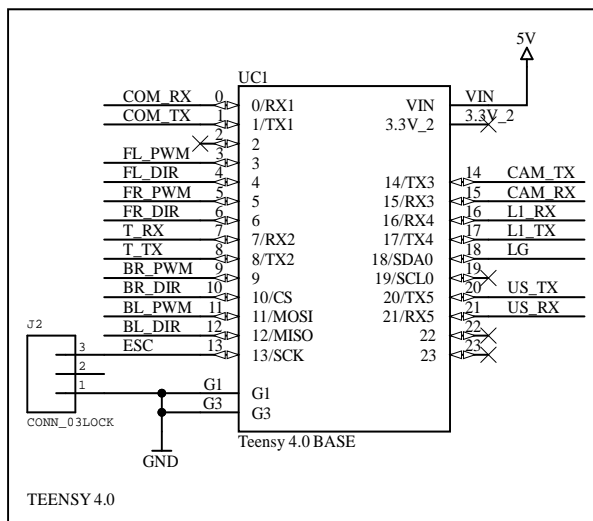 5V
UC1
COM_RX 0 0/RX1 VIN VIN
COM_TX 1 1/TX1 3.3V_2 3.3V_2
2 2
FL_PWM 3 3
FL_DIR 4 4 14/TX3 14 CAM_TX
FR_PWM 5 5 15/RX3 15 CAM_RX
FR_DIR 6 6 16/RX4 16 L1_RX
T_RX 7 7/RX2 17/TX4 17 L1_TX
T_TX 8 8/TX2 18/SDA0 18 LG
BR_PWM 9 9 19/SCL0 19
BR_DIR 10 10/CS 20/TX5 20 US_TX
BL_PWM 11 11/MOSI 21/RX5 21 US_RX
BL_DIR 12 12/MISO 22 22
ESC 13 13/SCK 23 23
J2
3
2
1
CONN_03LOCK
G1 G1
G3 G3
Teensy 4.0 BASE
GND
TEENSY 4.0